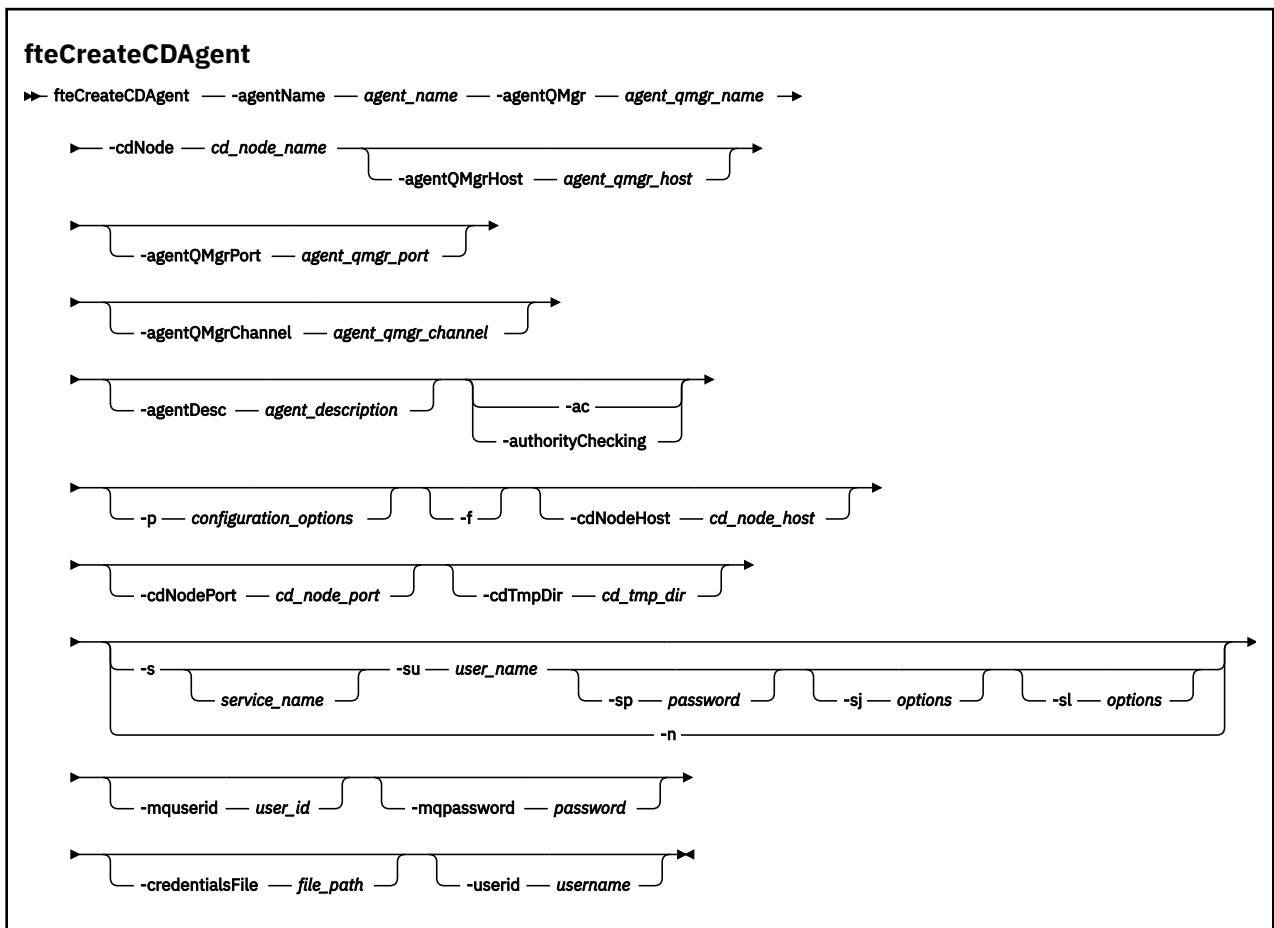 fteCreateCDAgent
fteCreateCDAgent -agentName agent_name -agentQMgr agent_qmgr_name
-cdNode cd_node_name
-agentQMgrHost agent_qmgr_host
-agentQMgrPort agent_qmgr_port
-agentQMgrChannel agent_qmgr_channel
-agentDesc agent_description
-ac
-authorityChecking
-p configuration_options -f -cdNodeHost cd_node_host
-cdNodePort cd_node_port -cdTmpDir cd_tmp_dir
-s -su user_name
service_name -sp password -sj options -sl options
-n
-mquserid user_id -mqpassword password
-credentialsFile file_path -userid username